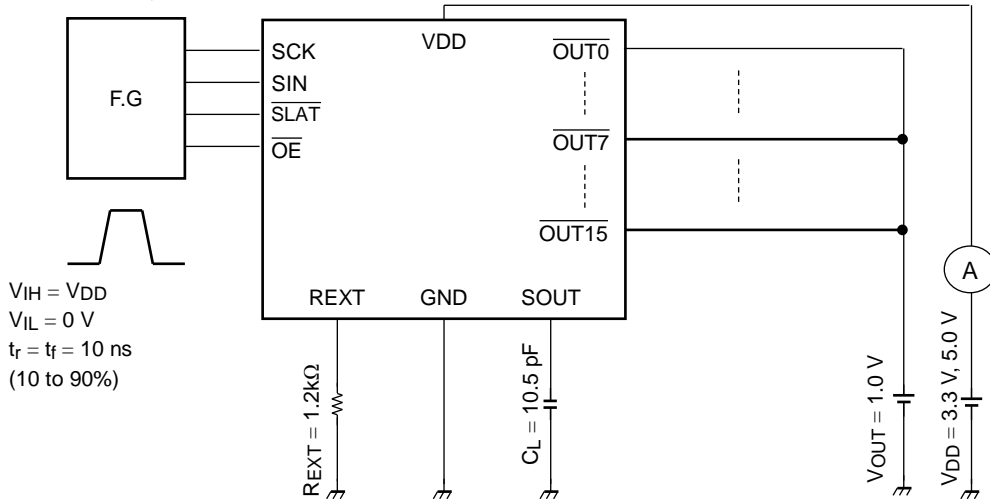 F.G
SCK
SIN
SLAT
OE
VDD
OUT0
OUT7
OUT15
REXT
GND
SOUT
A
VIH = VDD
VIL = 0 V
tr = tf = 10 ns
(10 to 90%)
REXT = 1.2kΩ
CL = 10.5 pF
VOUT = 1.0 V
VDD = 3.3 V, 5.0 V